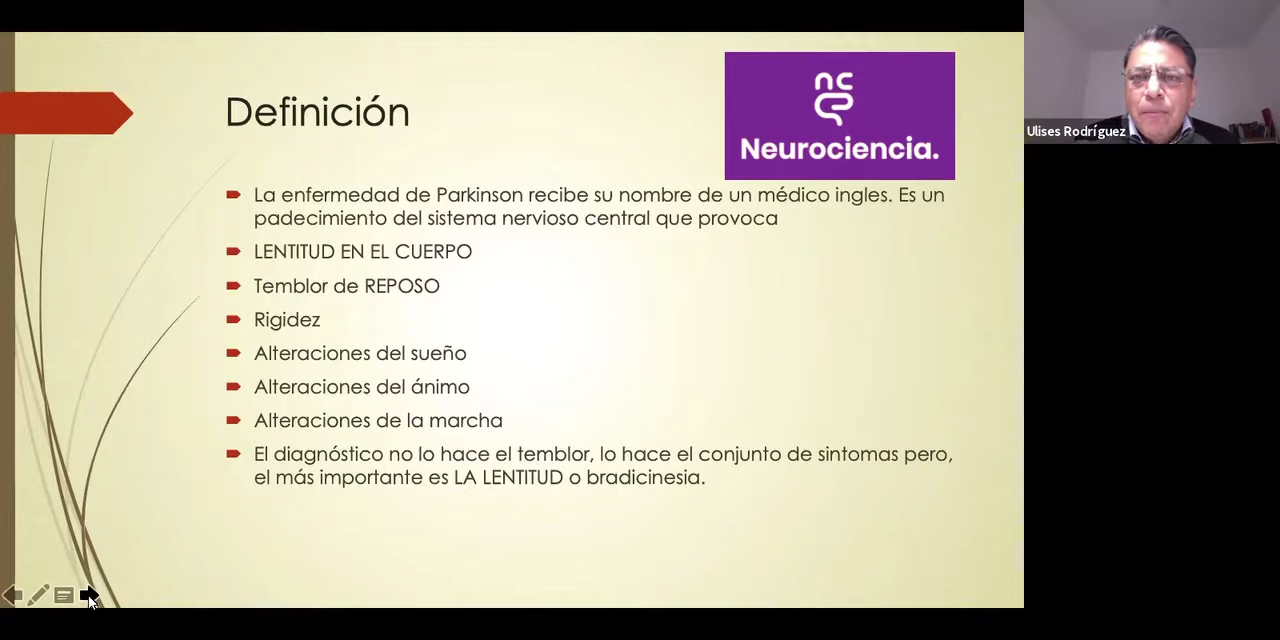 Definición
nc
Neurociencia.
La enfermedad de Parkinson recibe su nombre de un médico ingles. Es un
padecimiento del sistema nervioso central que provoca
LENTITUD EN EL CUERPO
Temblor de REPOSO
Rigidez
Alteraciones del sueño
Alteraciones del ánimo
Alteraciones de la marcha
El diagnóstico no lo hace el temblor, lo hace el conjunto de sintomas pero,
el más importante es LA LENTITUD o bradicinesia.
Ulises Rodríguez